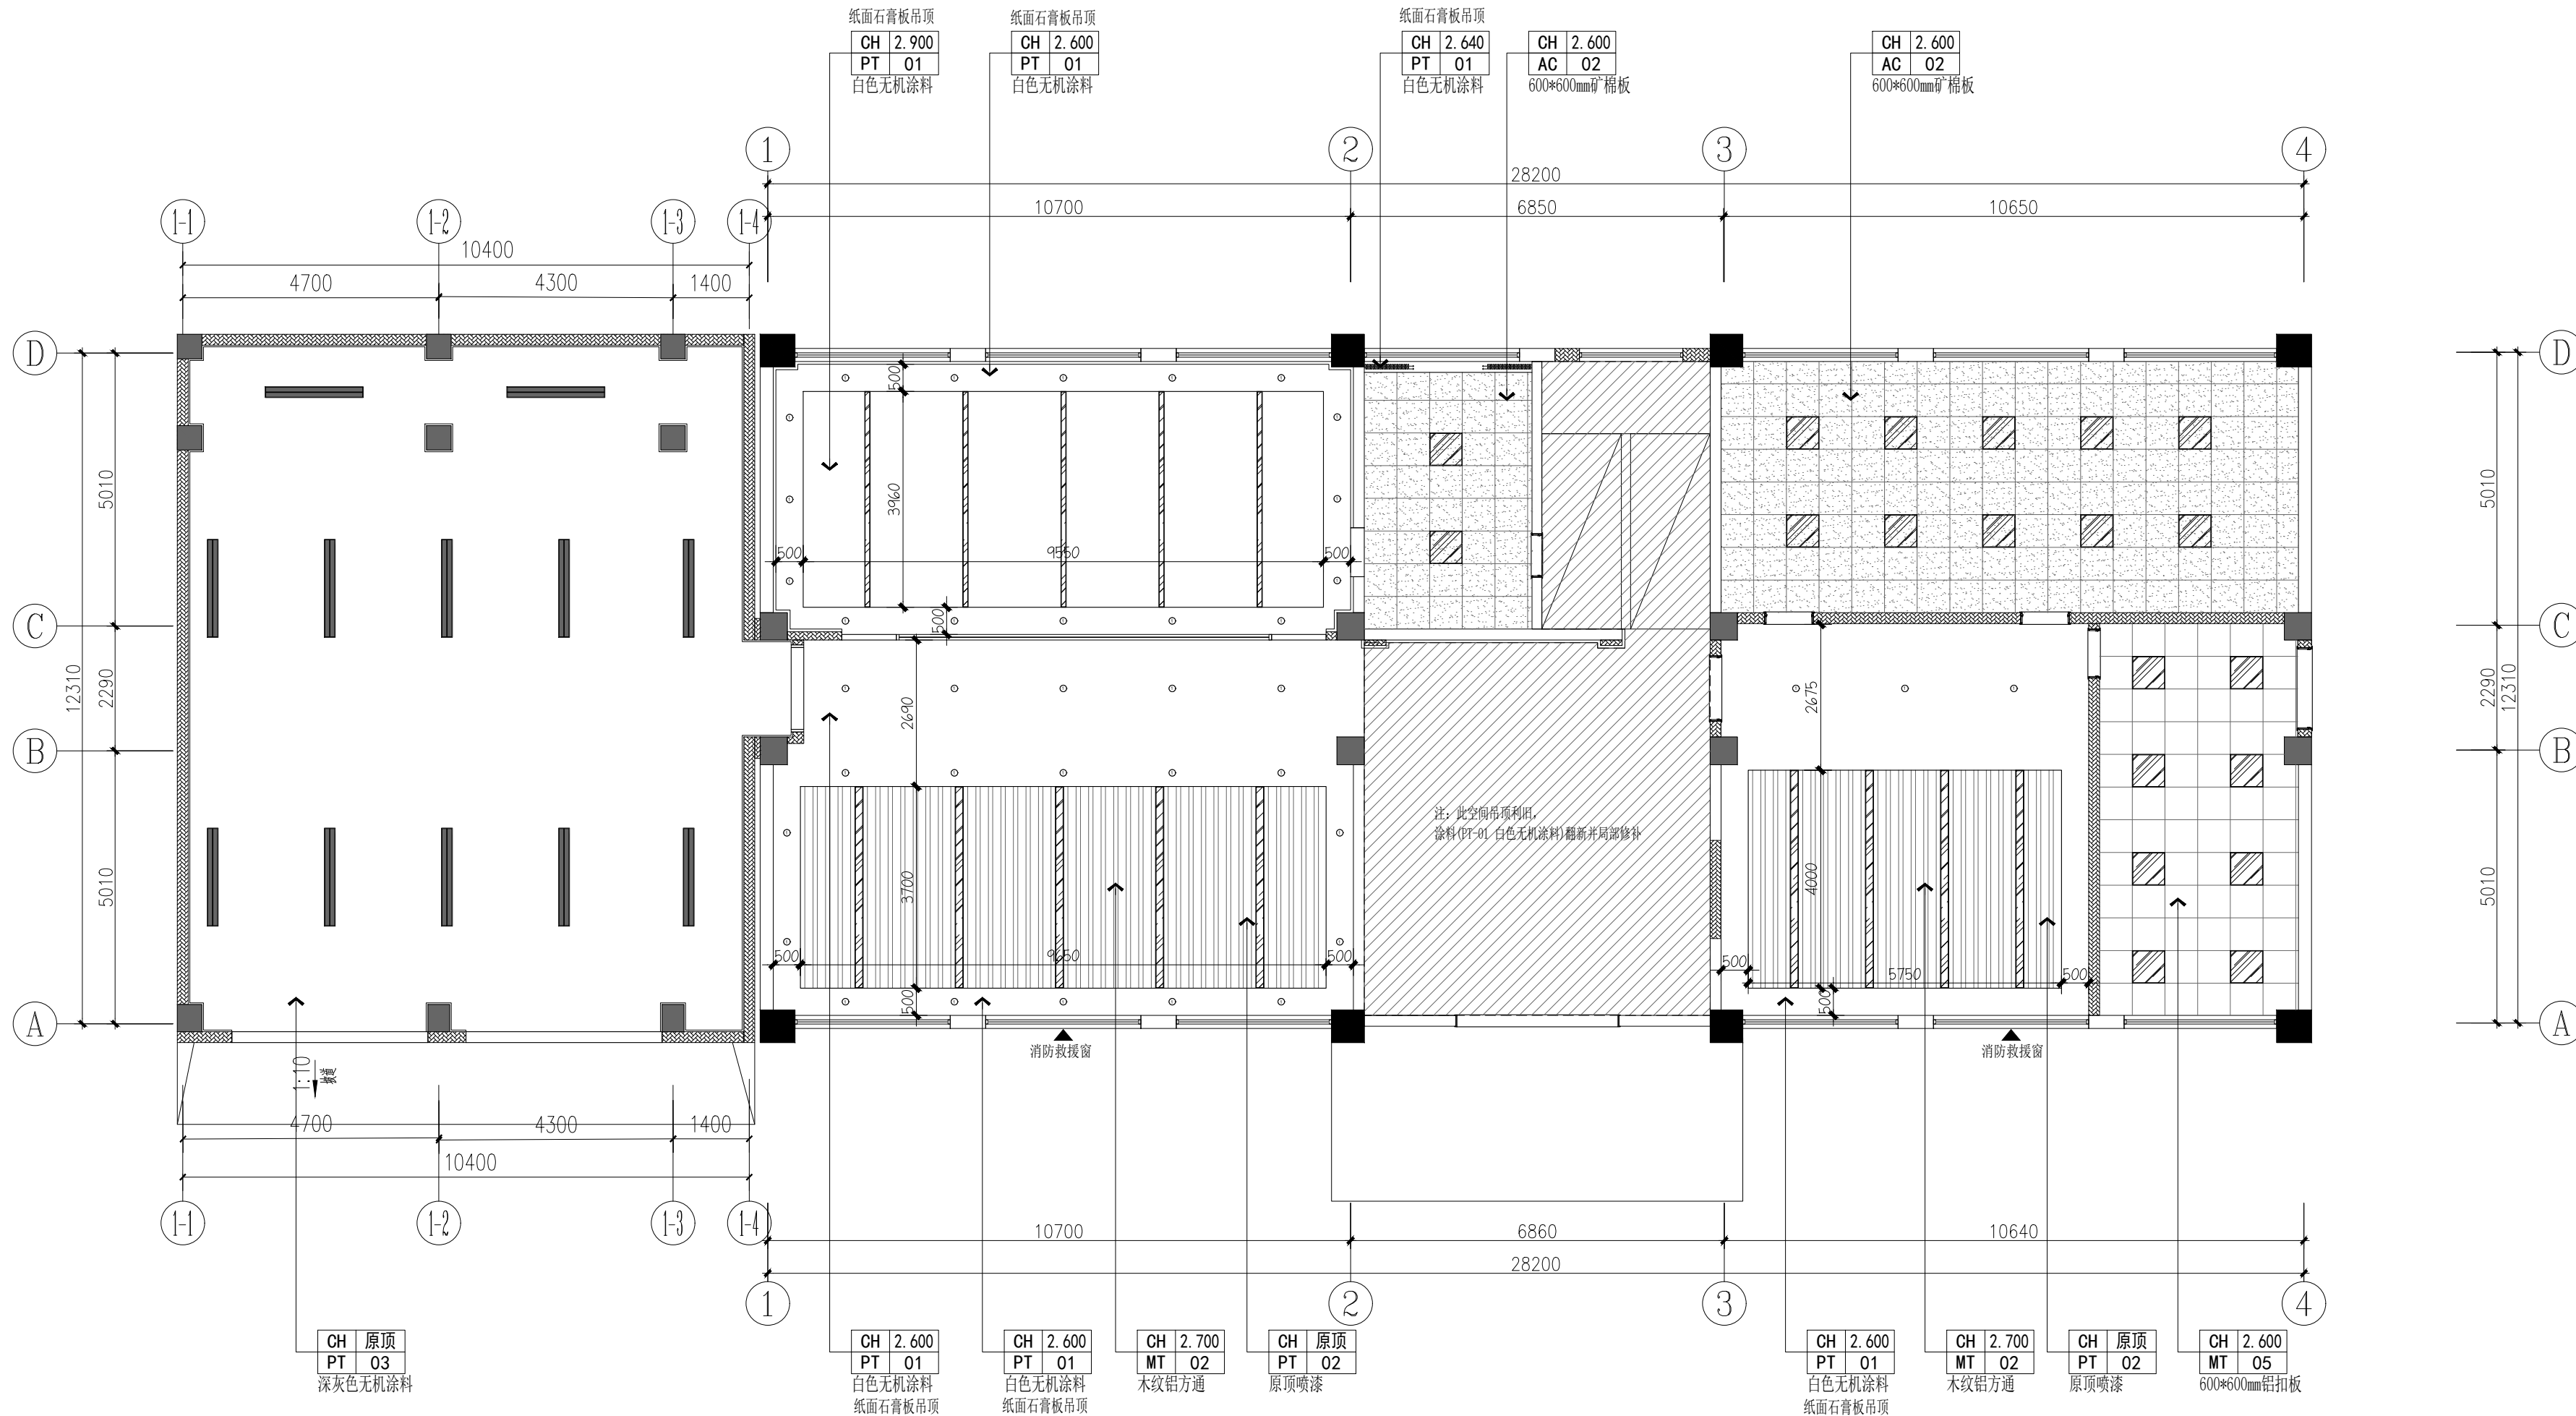 纸面石膏板吊顶
CH 2.900
PT 01
白色无机涂料
纸面石膏板吊顶
CH 2.600
PT 01
白色无机涂料
纸面石膏板吊顶
CH 2.640
PT 01
白色无机涂料
CH 2.600
AC 02
600*600mm矿棉板
CH 2.600
AC 02
600*600mm矿棉板
1 2 3 4
28200
10700 6850 10650
1-1 1-2 1-3 1-4
10400
4700 4300 1400
D
C
B
A
12310
5010
2290
5010
D
C
B
A
5010
2290
5010
12310
500
3960
500
9550
500
500
2690
3700
500
9650
500
500
2675
4000
500
5750
500
500
注：此空间吊顶利旧，
涂料(PT-01 白色无机涂料)翻新并局部修补
消防救援窗
消防救援窗
1:10
坡道
4700 4300 1400
10400
1-1 1-2 1-3 1-4
10700 6860 10640
28200
1 2 3 4
CH 原顶
PT 03
深灰色无机涂料
CH 2.600
PT 01
白色无机涂料
纸面石膏板吊顶
CH 2.600
PT 01
白色无机涂料
纸面石膏板吊顶
CH 2.700
MT 02
木纹铝方通
CH 原顶
PT 02
原顶喷漆
CH 2.600
PT 01
白色无机涂料
纸面石膏板吊顶
CH 2.700
MT 02
木纹铝方通
CH 原顶
PT 02
原顶喷漆
CH 2.600
MT 05
600*600mm铝扣板